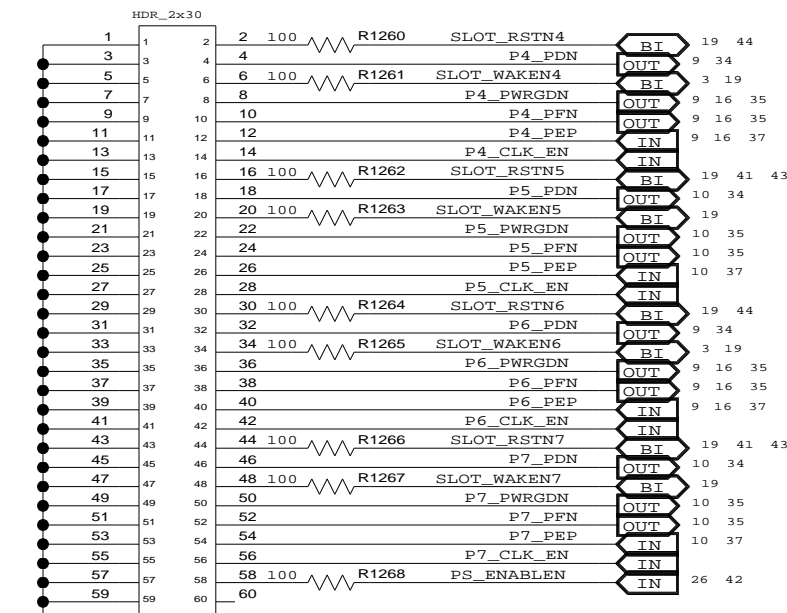 HDR_2x30
1 1 2 2 100 R1260 SLOT_RSTN4 BI 19 44
3 3 4 4 P4_PDN OUT 9 34
5 5 6 6 100 R1261 SLOT_WAKEN4 BI 3 19
7 7 8 8 P4_PWRGDN OUT 9 16 35
9 9 10 10 P4_PFN OUT 9 16 35
11 11 12 12 P4_PEP IN 9 16 37
13 13 14 14 P4_CLK_EN IN
15 15 16 16 100 R1262 SLOT_RSTN5 BI 19 41 43
17 17 18 18 P5_PDN OUT 10 34
19 19 20 20 100 R1263 SLOT_WAKEN5 BI 19
21 21 22 22 P5_PWRGDN OUT 10 35
23 23 24 24 P5_PFN OUT 10 35
25 25 26 26 P5_PEP IN 10 37
27 27 28 28 P5_CLK_EN IN
29 29 30 30 100 R1264 SLOT_RSTN6 BI 19 44
31 31 32 32 P6_PDN OUT 9 34
33 33 34 34 100 R1265 SLOT_WAKEN6 BI 3 19
35 35 36 36 P6_PWRGDN OUT 9 16 35
37 37 38 38 P6_PFN OUT 9 16 35
39 39 40 40 P6_PEP IN 9 16 37
41 41 42 42 P6_CLK_EN IN
43 43 44 44 100 R1266 SLOT_RSTN7 BI 19 41 43
45 45 46 46 P7_PDN OUT 10 34
47 47 48 48 100 R1267 SLOT_WAKEN7 BI 19
49 49 50 50 P7_PWRGDN OUT 10 35
51 51 52 52 P7_PFN OUT 10 35
53 53 54 54 P7_PEP IN 10 37
55 55 56 56 P7_CLK_EN IN
57 57 58 58 100 R1268 PS_ENABLEN IN 26 42
59 59 60 60